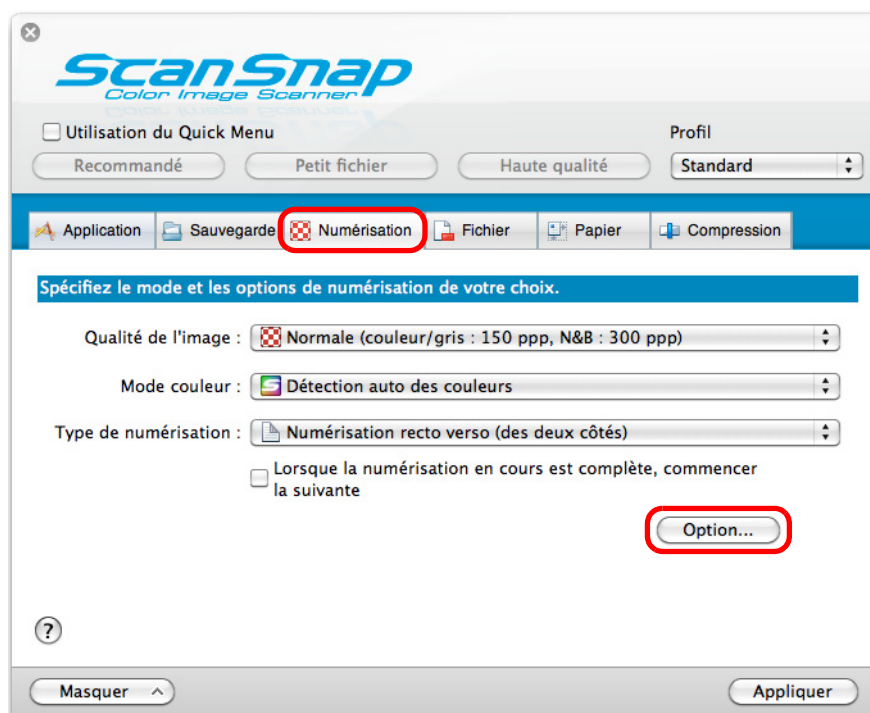 ScanSnap
Color Image Scanner
Utilisation du Quick Menu
Profil
Recommandé
Petit fichier
Haute qualité
Standard
Application
Sauvegarde
Numérisation
Fichier
Papier
Compression
Spécifiez le mode et les options de numérisation de votre choix.
Qualité de l'image : Normale (couleur/gris : 150 ppp, N&B : 300 ppp)
Mode couleur : Détection auto des couleurs
Type de numérisation : Numérisation recto verso (des deux côtés)
Lorsque la numérisation en cours est complète, commencer
la suivante
Option...
?
Masquer
Appliquer